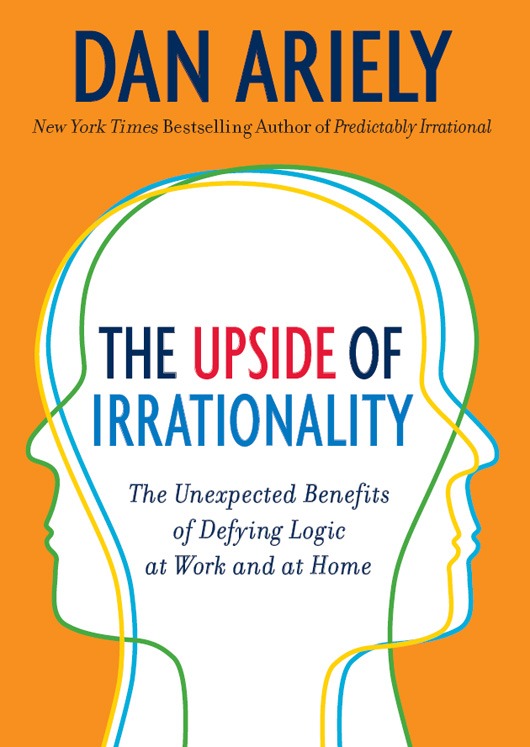 DAN ARIELY
New York Times Bestselling Author of Predictably Irrational
THE UPSIDE OF
IRRATIONALITY
The Unexpected Benefits
of Defying Logic
at Work and at Home